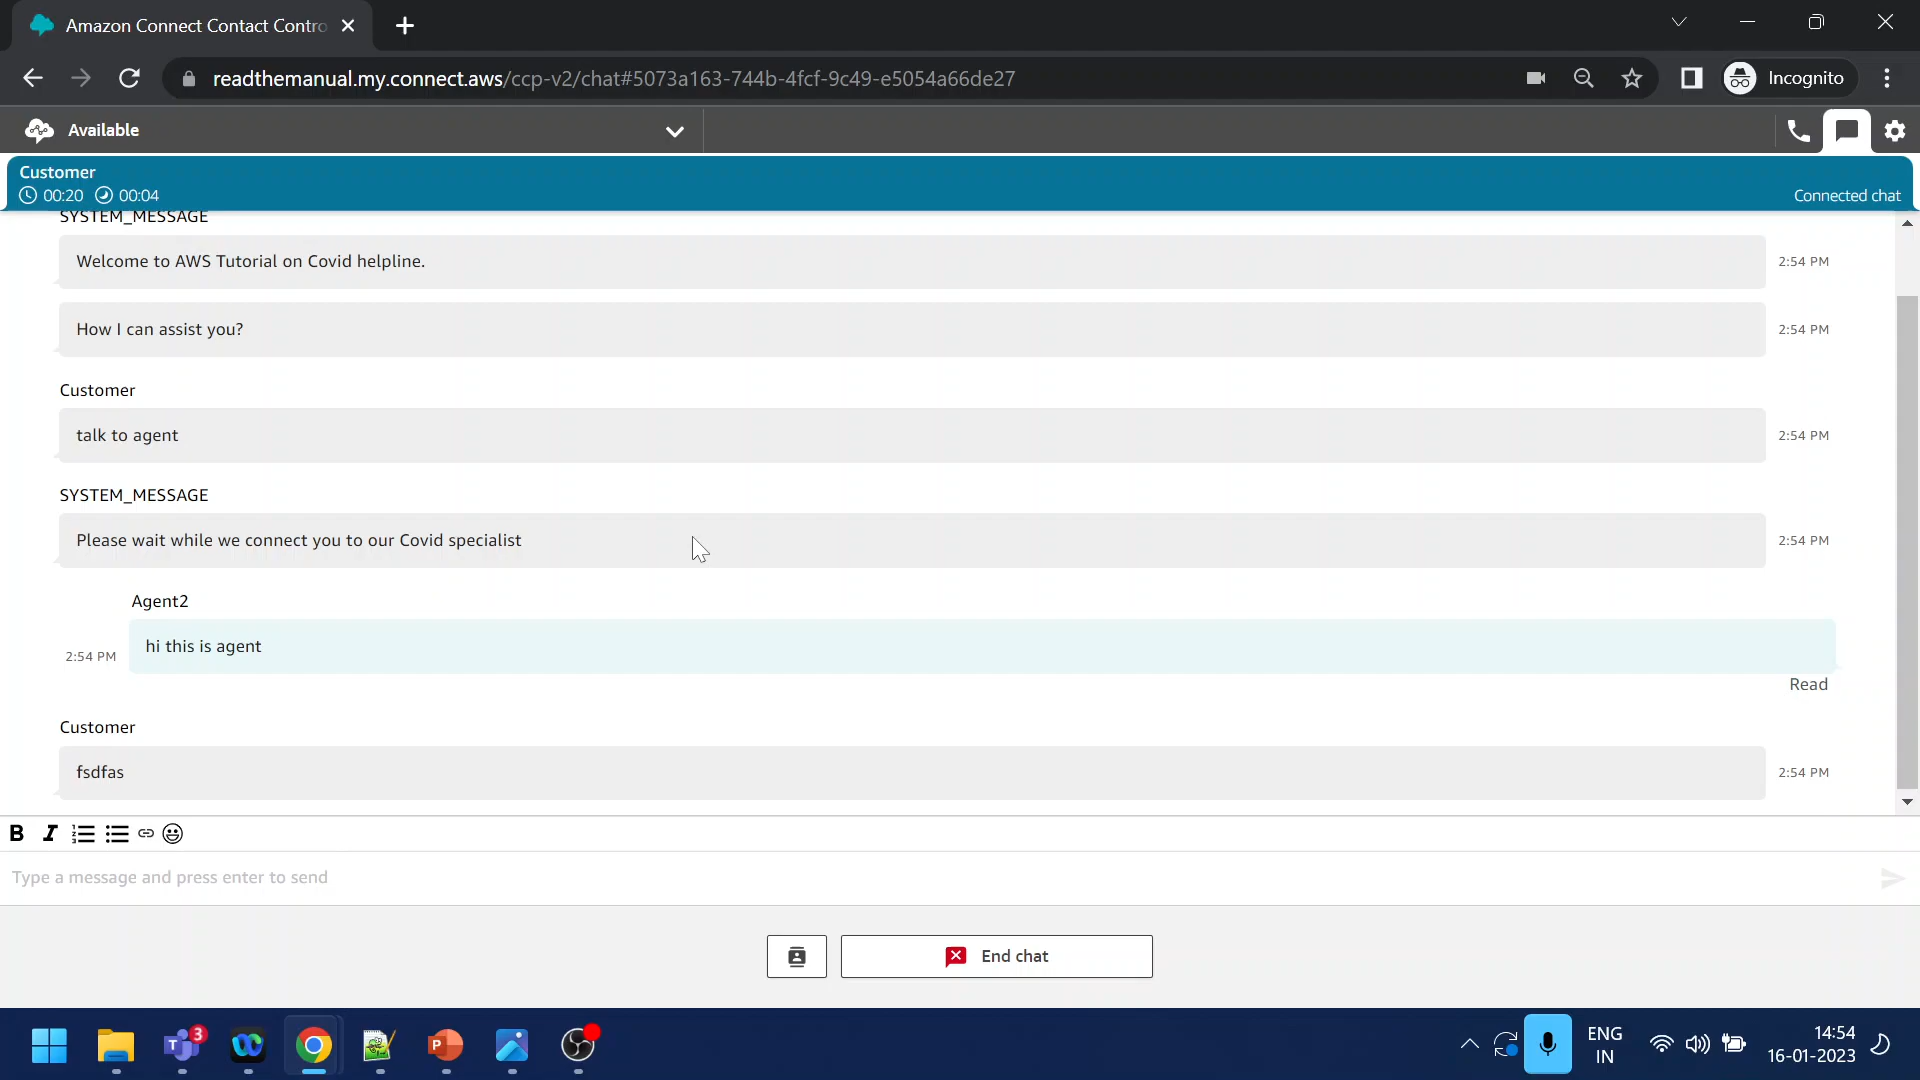 Amazon Connect Contact Contro
readthemanual.my.connect.aws/ccp-v2/chat#5073a163-744b-4fcf-9c49-e5054a66de27
Incognito
Available
Customer
00:20 00:04
Connected chat
SYSTEM_MESSAGE
Welcome to AWS Tutorial on Covid helpline.
2:54 PM
How I can assist you?
2:54 PM
Customer
talk to agent
2:54 PM
SYSTEM_MESSAGE
Please wait while we connect you to our Covid specialist
2:54 PM
Agent2
2:54 PM
hi this is agent
Read
Customer
fsdfas
2:54 PM
B I
Type a message and press enter to send
End chat
3
T
P
ENG
IN
14:54
16-01-2023